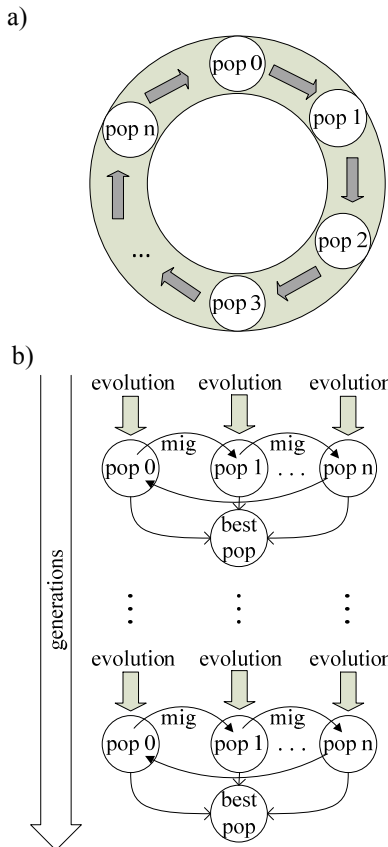 a)
pop 0
pop 1
pop 2
pop 3
...
pop n
b)
generations
evolution evolution evolution
mig mig
pop 0 pop 1 . . . pop n
best
pop
evolution evolution evolution
mig mig
pop 0 pop 1 . . . pop n
best
pop